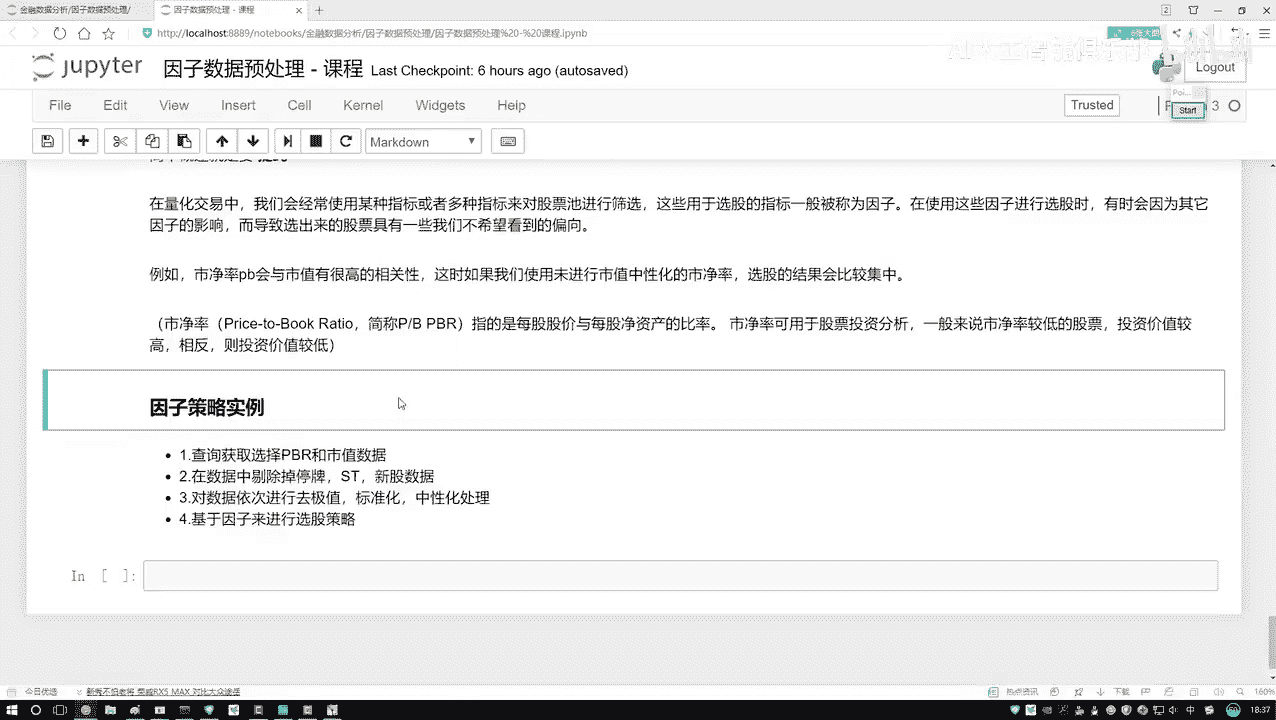 金融数据分析/因子数据预处理/
因子数据预处理 - 课程
http://localhost:8889/notebooks/金融数据分析/因子数据预处理/因子数据预处理%20-%20课程.ipynb
jupyter 因子数据预处理 - 课程 Last Checkpoint: 6 hours ago (autosaved)
Logout
File Edit View Insert Cell Kernel Widgets Help
Trusted
3
Start
Markdown
在量化交易中，我们会经常使用某种指标或者多种指标来对股票池进行筛选，这些用于选股的指标一般被称为因子。在使用这些因子进行选股时，有时会因为其它
因子的影响，而导致选出来的股票具有一些我们不希望看到的偏向。
例如，市净率pb会与市值有很高的相关性，这时如果我们使用未进行市值中性化的市净率，选股的结果会比较集中。
（市净率（Price-to-Book Ratio，简称P/B PBR）指的是每股股价与每股净资产的比率。 市净率可用于股票投资分析，一般来说市净率较低的股票，投资价值较
高，相反，则投资价值较低）
因子策略实例
1.查询获取选择PBR和市值数据
2.在数据中剔除掉停牌，ST，新股数据
3.对数据依次进行去极值，标准化，中性化处理
4.基于因子来进行选股策略
In [ ]:
今日优选
热点资讯
下载
160%
中
18:37